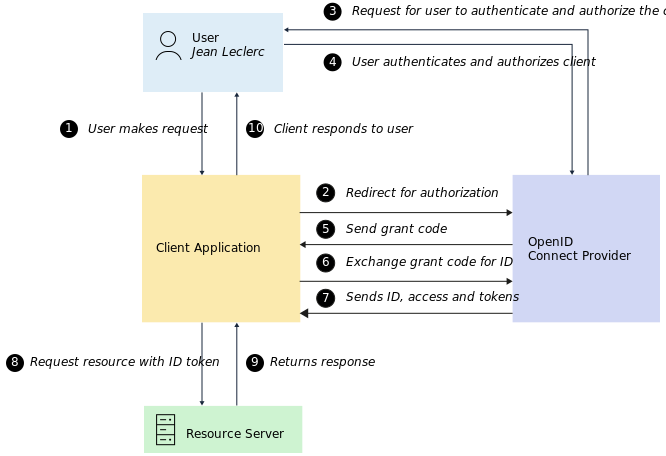 3 Request for user to authenticate and authorize the
User
Jean Leclerc
4 User authenticates and authorizes client
1 User makes request
10 Client responds to user
2 Redirect for authorization
5 Send grant code
Client Application
OpenID
Connect Provider
6 Exchange grant code for ID
7 Sends ID, access and tokens
8 Request resource with ID token
9 Returns response
Resource Server